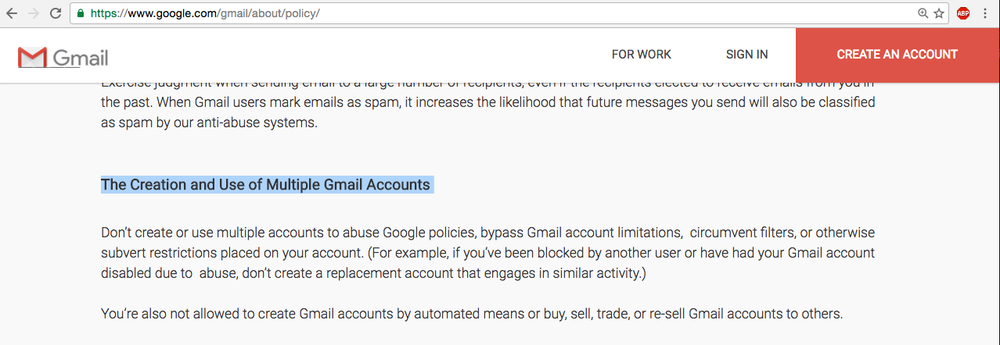 https://www.google.com/gmail/about/policy/
ABP
Gmail
FOR WORK
SIGN IN
CREATE AN ACCOUNT
Exercise judgment when sending email to a large number of recipients, even if the recipients elected to receive emails from you in
the past. When Gmail users mark emails as spam, it increases the likelihood that future messages you send will also be classified
as spam by our anti-abuse systems.
The Creation and Use of Multiple Gmail Accounts
Don’t create or use multiple accounts to abuse Google policies, bypass Gmail account limitations,  circumvent filters, or otherwise
subvert restrictions placed on your account. (For example, if you’ve been blocked by another user or have had your Gmail account
disabled due to  abuse, don’t create a replacement account that engages in similar activity.)
You’re also not allowed to create Gmail accounts by automated means or buy, sell, trade, or re-sell Gmail accounts to others.